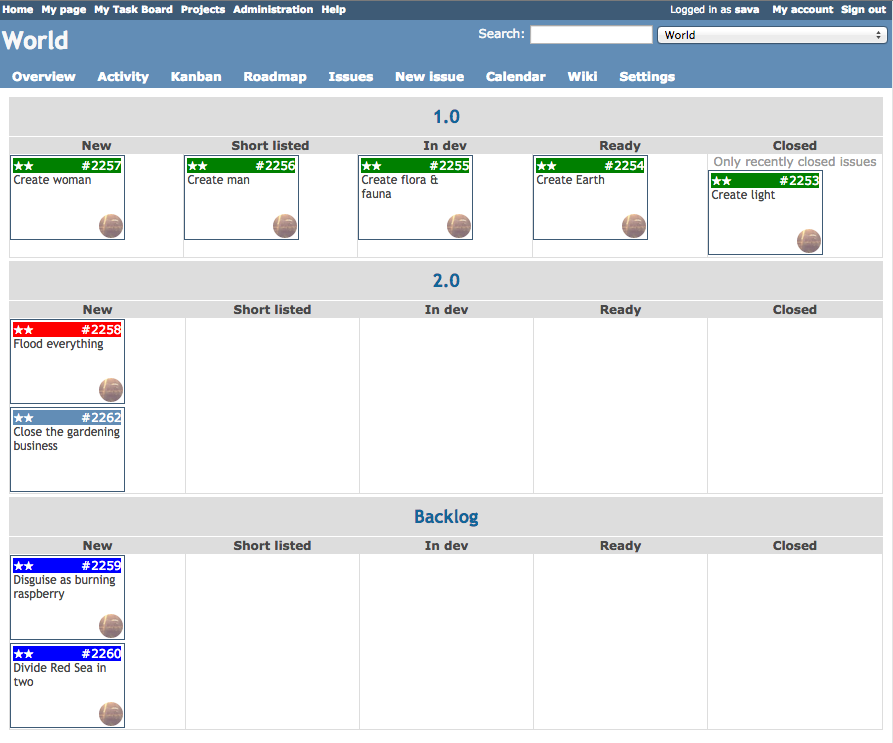 Home My page My Task Board Projects Administration Help Logged in as sava My account Sign out
World Search: World
Overview Activity Kanban Roadmap Issues New issue Calendar Wiki Settings
1.0
New Short listed In dev Ready Closed
Only recently closed issues
★★ #2257 ★★ #2256 ★★ #2255 ★★ #2254
Create woman Create man Create flora & Create Earth
fauna
★★ #2253
Create light
2.0
New Short listed In dev Ready Closed
★★ #2258
Flood everything
★★ #2262
Close the gardening
business
Backlog
New Short listed In dev Ready Closed
★★ #2259
Disguise as burning
raspberry
★★ #2260
Divide Red Sea in
two